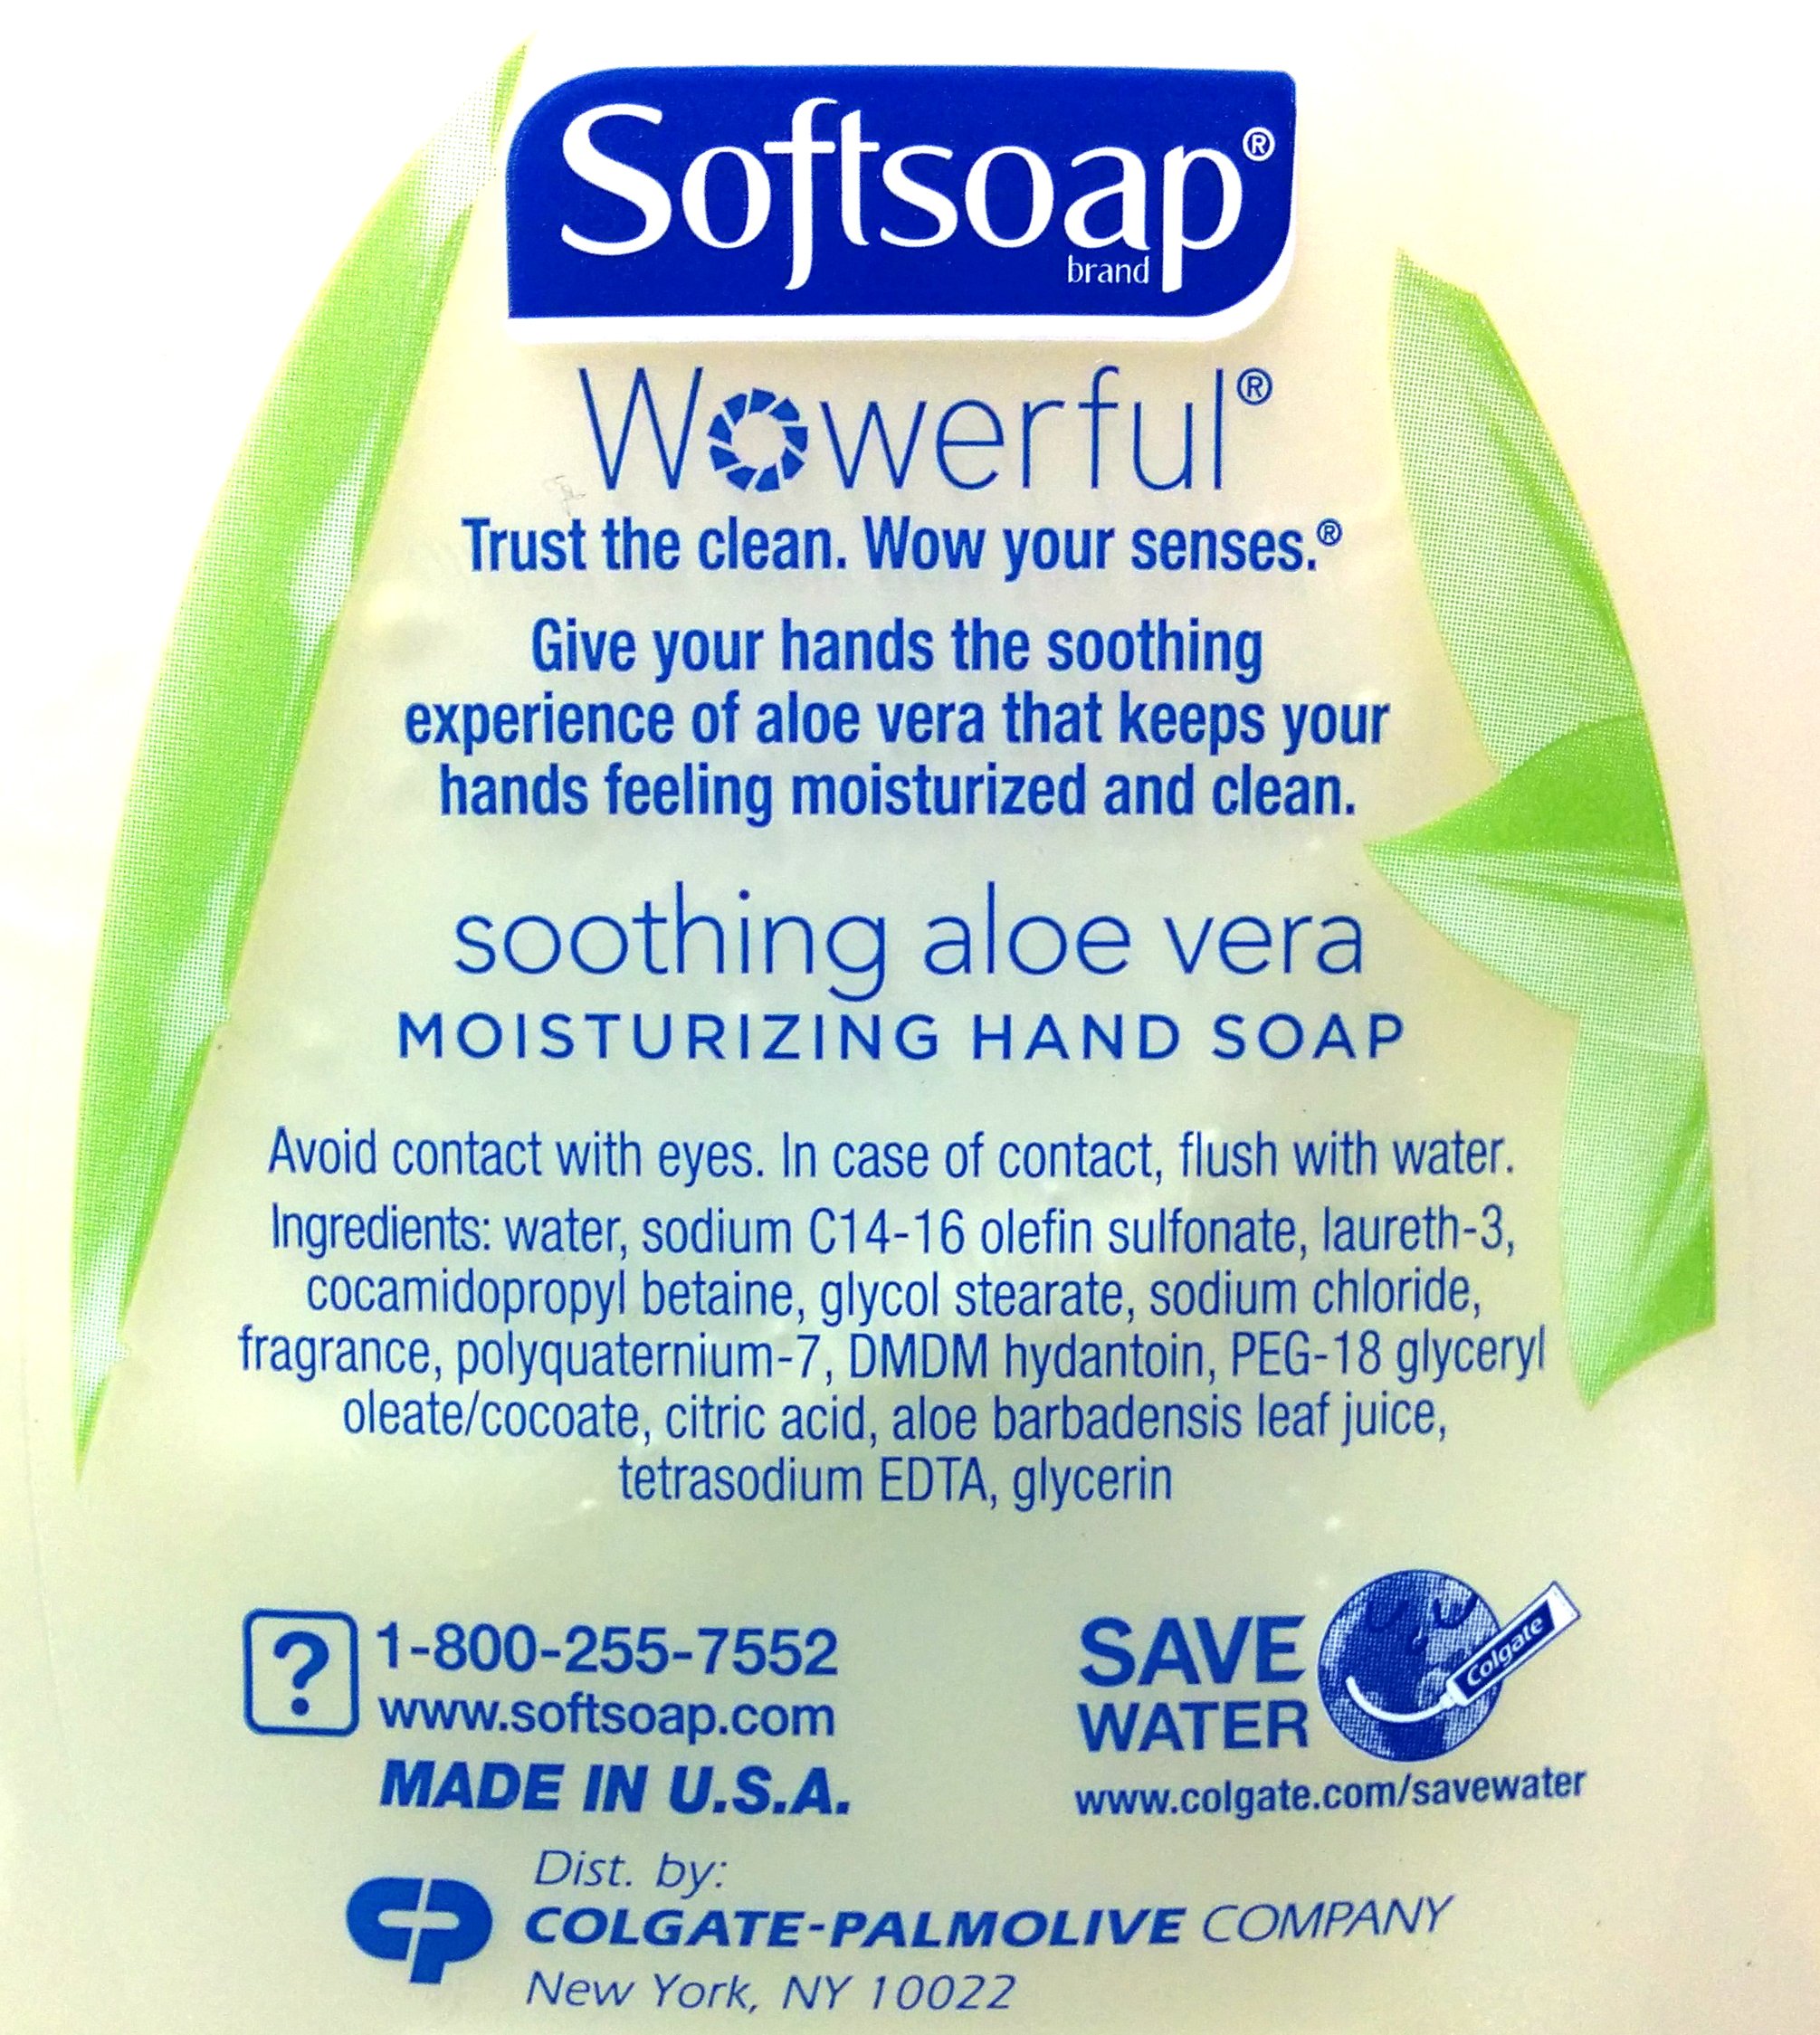 Softsoap®
brand
Wowerful®
Trust the clean. Wow your senses.®
Give your hands the soothing
experience of aloe vera that keeps your
hands feeling moisturized and clean.
soothing aloe vera
MOISTURIZING HAND SOAP
Avoid contact with eyes. In case of contact, flush with water.
Ingredients: water, sodium C14-16 olefin sulfonate, laureth-3,
cocamidopropyl betaine, glycol stearate, sodium chloride,
fragrance, polyquaternium-7, DMDM hydantoin, PEG-18 glyceryl
oleate/cocoate, citric acid, aloe barbadensis leaf juice,
tetrasodium EDTA, glycerin
? 1-800-255-7552
www.softsoap.com
MADE IN U.S.A.
SAVE
WATER
Colgate
www.colgate.com/savewater
Dist. by:
CP COLGATE-PALMOLIVE COMPANY
New York, NY 10022